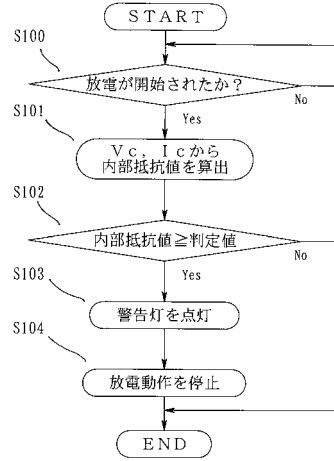 START
S100
放電が開始されたか？
No
Yes
S101
Vc，Icから
内部抵抗値を算出
S102
内部抵抗値≧判定値
No
Yes
S103
警告灯を点灯
S104
放電動作を停止
END